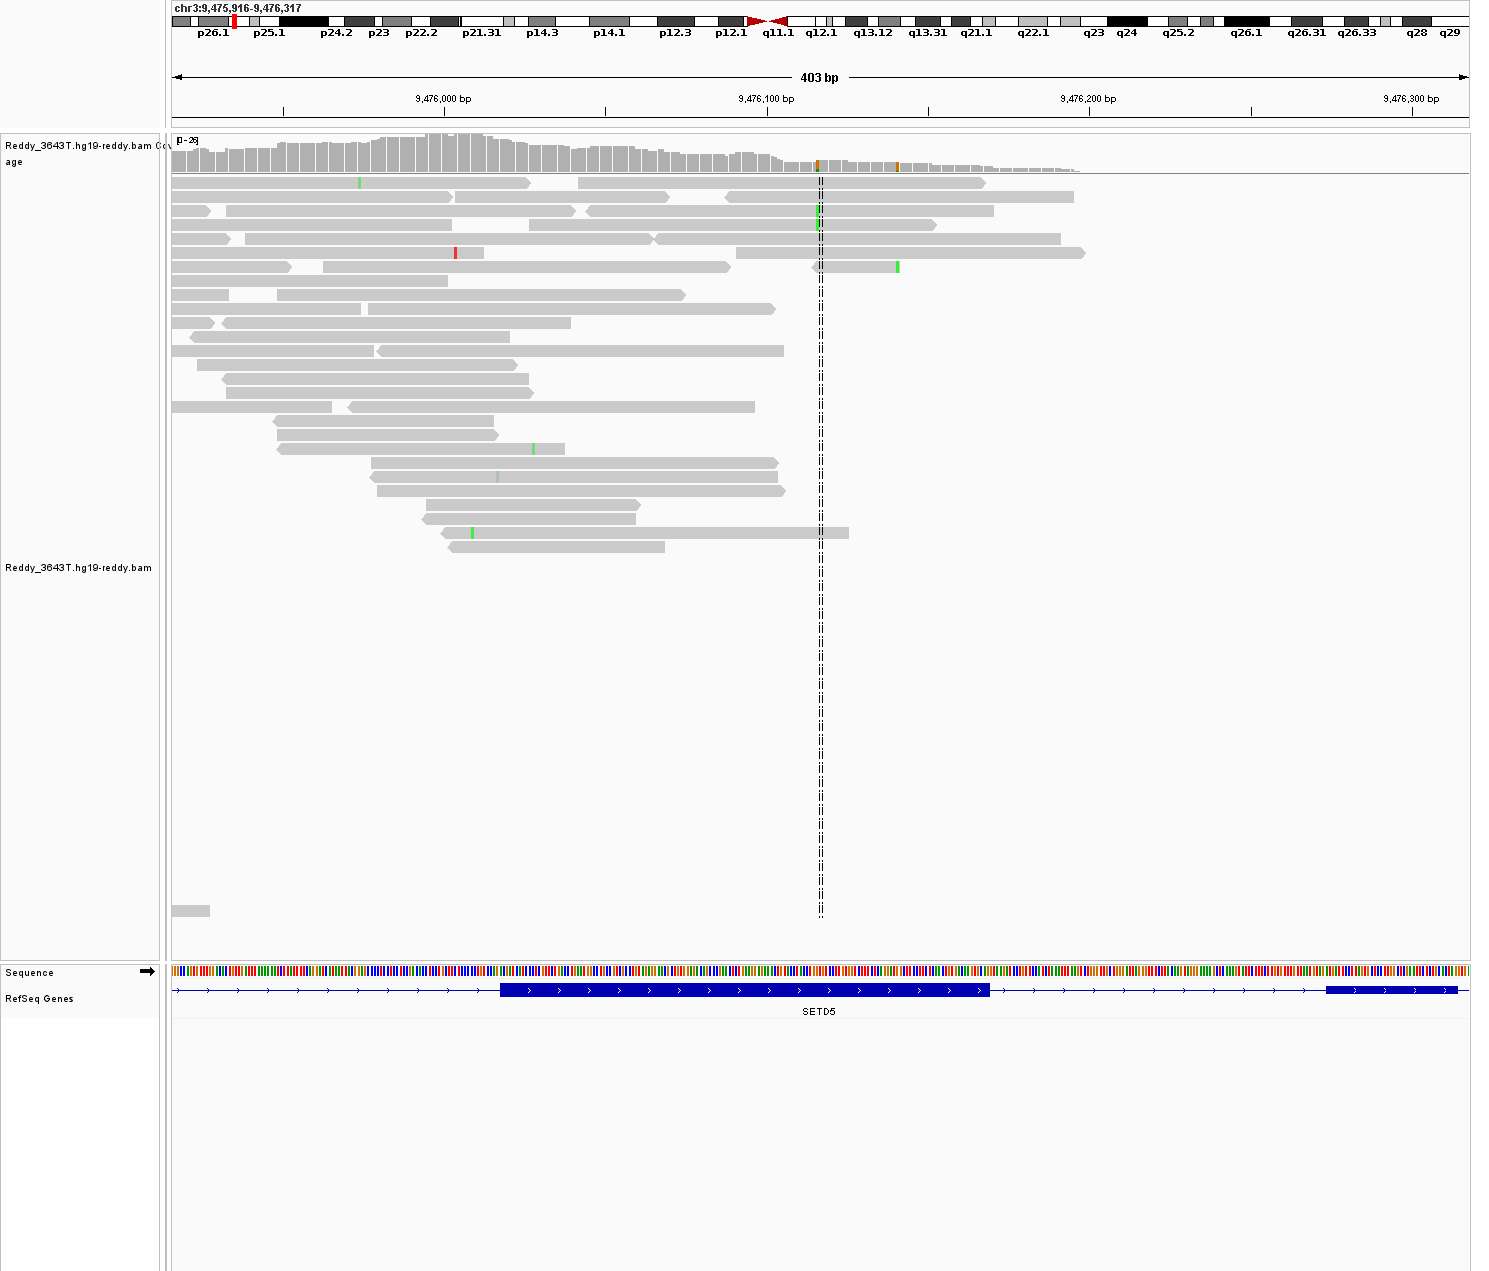 chr3:9,475,916-9,476,317
p26.1 p25.1 p24.2 p23 p22.2 p21.31 p14.3 p14.1 p12.3 p12.1 q11.1 q12.1 q13.12 q13.31 q21.1 q22.1 q23 q24 q25.2 q26.1 q26.31 q26.33 q28 q29
403 bp
9,476,000 bp 9,476,100 bp 9,476,200 bp 9,476,300 bp
Reddy_3643T.hg19-reddy.bam Cov
age
[0-26]
Reddy_3643T.hg19-reddy.bam
Sequence
RefSeq Genes
SETD5